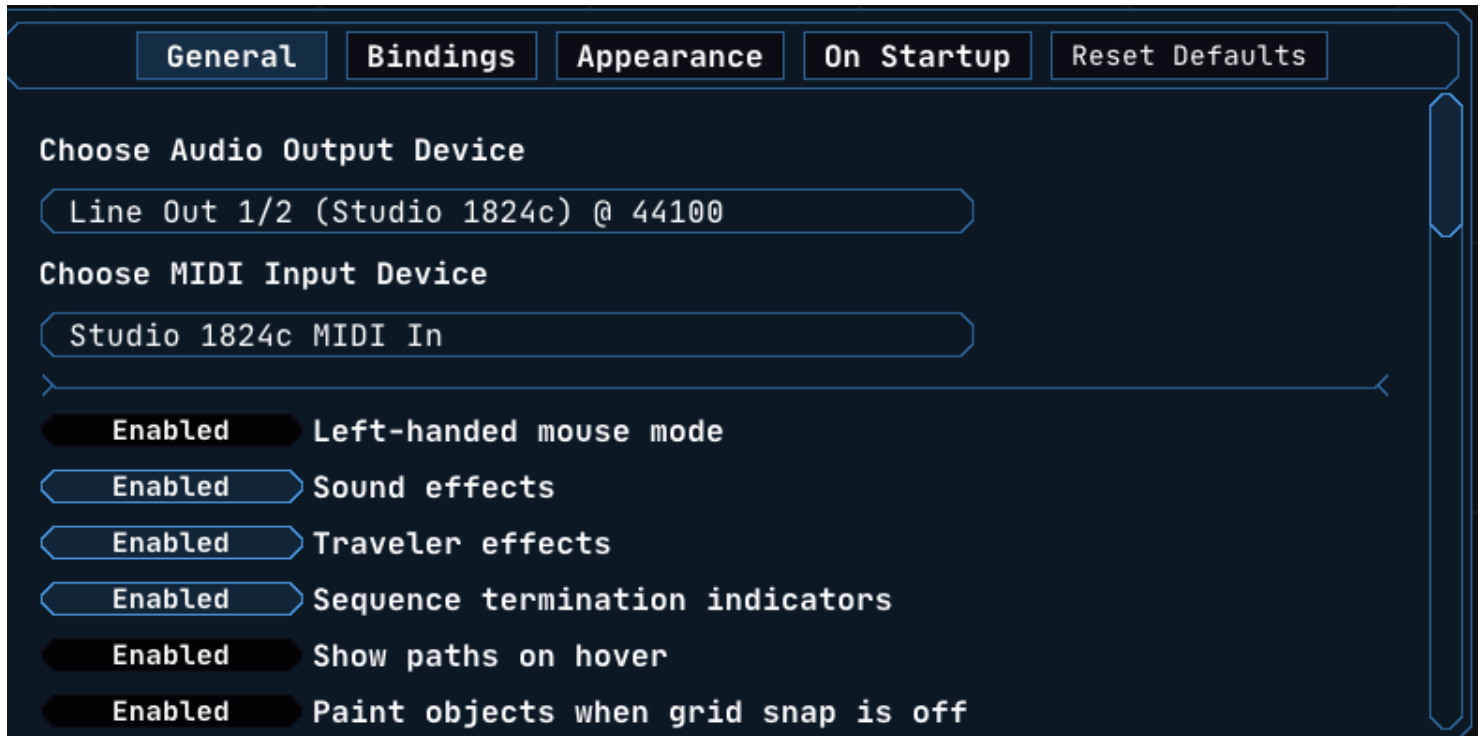 General Bindings Appearance On Startup Reset Defaults
Choose Audio Output Device
Line Out 1/2 (Studio 1824c) @ 44100
Choose MIDI Input Device
Studio 1824c MIDI In
Enabled Left-handed mouse mode
Enabled Sound effects
Enabled Traveler effects
Enabled Sequence termination indicators
Enabled Show paths on hover
Enabled Paint objects when grid snap is off